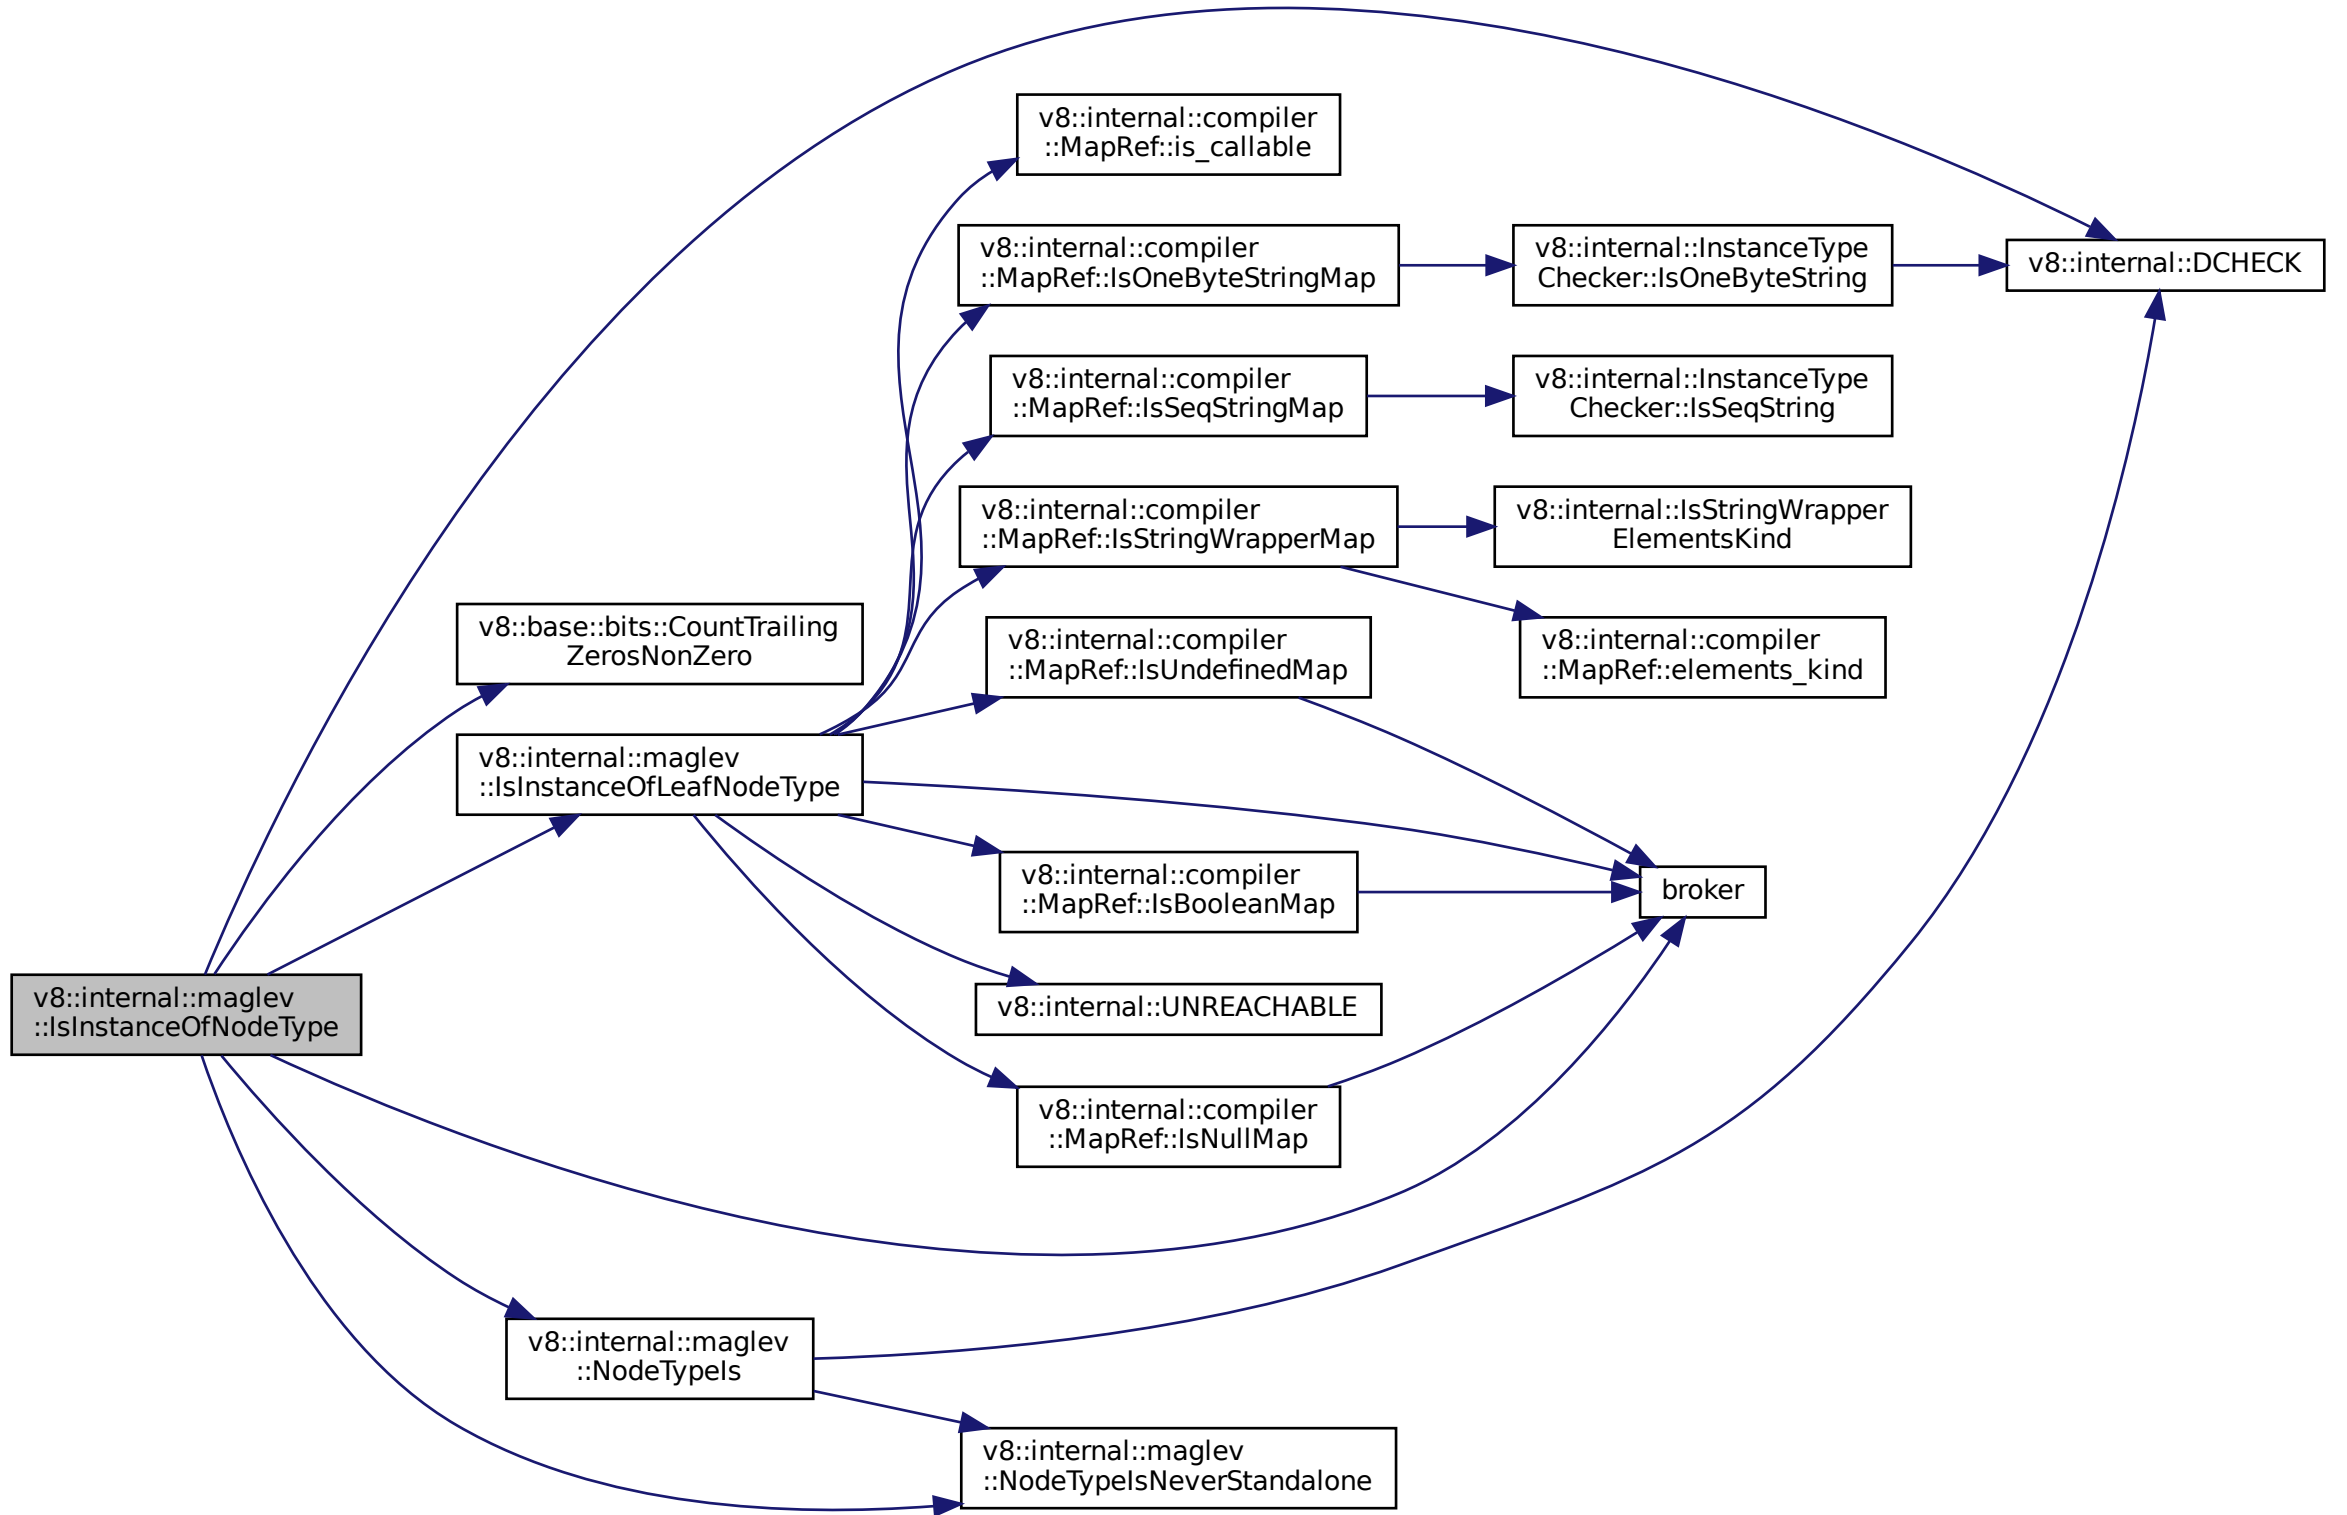 v8::internal::maglev
::IsInstanceOfNodeType
v8::base::bits::CountTrailing
ZerosNonZero
v8::internal::maglev
::IsInstanceOfLeafNodeType
v8::internal::maglev
::NodeTypeIs
v8::internal::compiler
::MapRef::is_callable
v8::internal::compiler
::MapRef::IsOneByteStringMap
v8::internal::compiler
::MapRef::IsSeqStringMap
v8::internal::compiler
::MapRef::IsStringWrapperMap
v8::internal::compiler
::MapRef::IsUndefinedMap
v8::internal::compiler
::MapRef::IsBooleanMap
v8::internal::UNREACHABLE
v8::internal::compiler
::MapRef::IsNullMap
v8::internal::maglev
::NodeTypeIsNeverStandalone
v8::internal::InstanceType
Checker::IsOneByteString
v8::internal::InstanceType
Checker::IsSeqString
v8::internal::IsStringWrapper
ElementsKind
v8::internal::compiler
::MapRef::elements_kind
broker
v8::internal::DCHECK